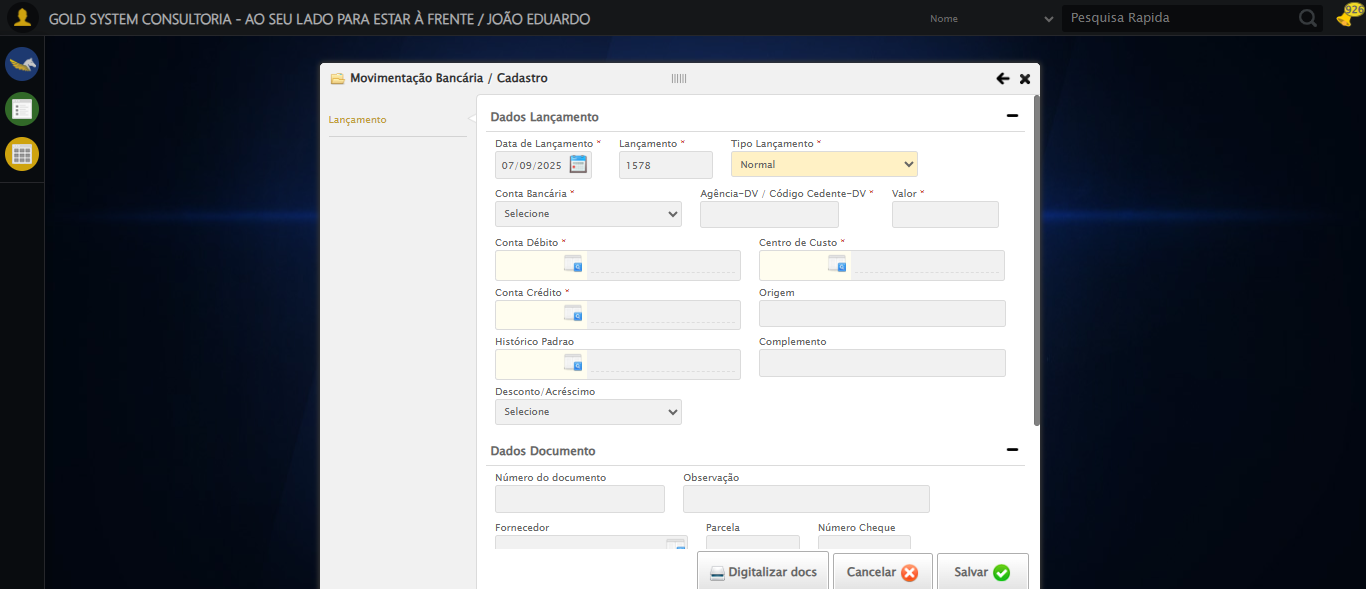 GOLD SYSTEM CONSULTORIA - AO SEU LADO PARA ESTAR À FRENTE / JOÃO EDUARDO
Nome
Pesquisa Rapida
926
Movimentação Bancária / Cadastro
Lançamento
Dados Lançamento
Data de Lançamento * Lançamento * Tipo Lançamento *
07/09/2025 1578 Normal
Conta Bancária * Agência-DV / Código Cedente-DV * Valor *
Selecione
Conta Débito * Centro de Custo *
Conta Crédito * Origem
Histórico Padrao Complemento
Desconto/Acréscimo
Selecione
Dados Documento
Número do documento Observação
Fornecedor Parcela Número Cheque
Digitalizar docs Cancelar Salvar